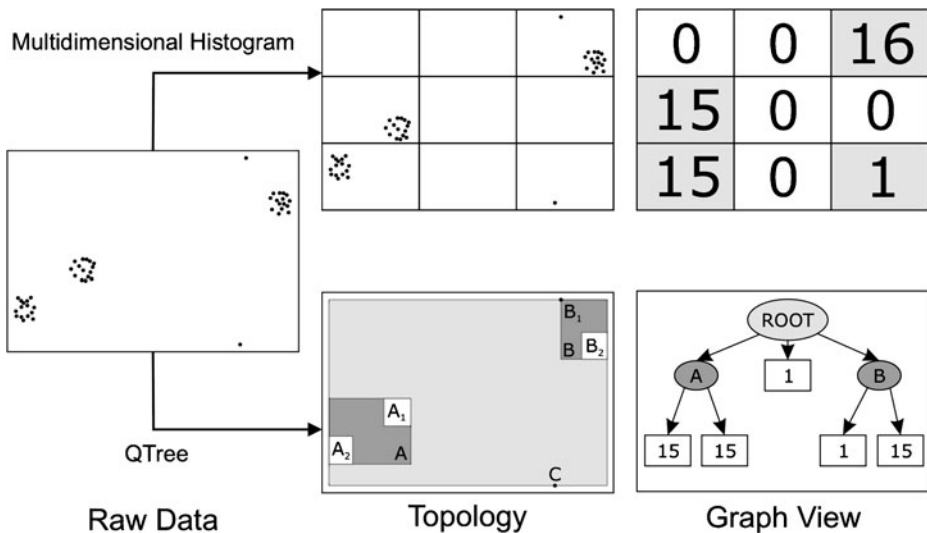 Multidimensional Histogram
0 0 16
15 0 0
15 0 1
QTree
B₁
B B₂
A₁
A₂ A
C
ROOT
A 1 B
15 15 1 15
Raw Data Topology Graph View